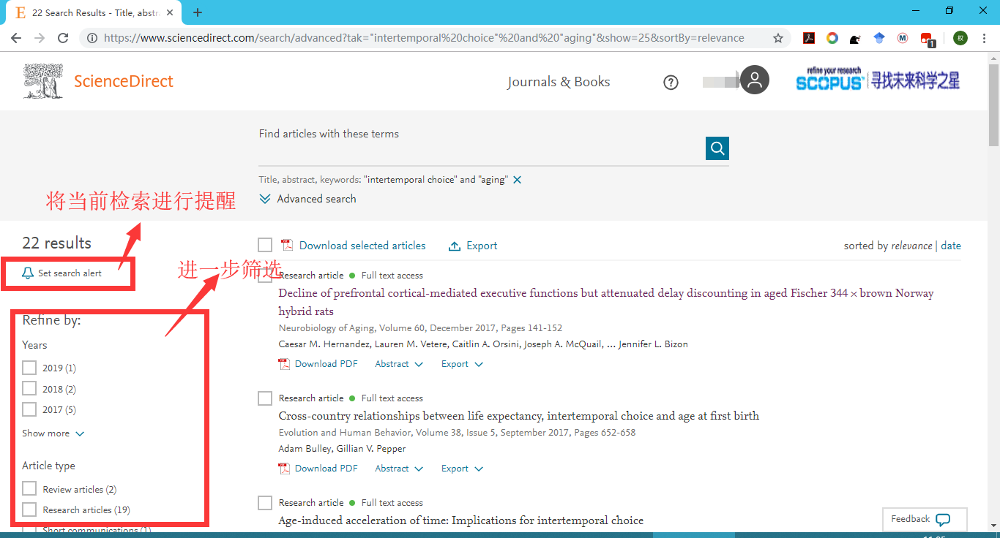 22 Search Results - Title, abstr
https://www.sciencedirect.com/search/advanced?tak="intertemporal%20choice"%20and%20"aging"&show=25&sortBy=relevance
1
权
ScienceDirect
Journals & Books
refine your research
SCOPUS™ | 寻找未来科学之星
Find articles with these terms
Title, abstract, keywords: "intertemporal choice" and "aging"
Advanced search
将当前检索进行提醒
22 results
Download selected articles
Export
sorted by relevance | date
Set search alert
进一步筛选
Research article
Full text access
Decline of prefrontal cortical-mediated executive functions but attenuated delay discounting in aged Fischer 344 × brown Norway
hybrid rats
Neurobiology of Aging, Volume 60, December 2017, Pages 141-152
Caesar M. Hernandez, Lauren M. Vetere, Caitlin A. Orsini, Joseph A. McQuail, ... Jennifer L. Bizon
Download PDF
Abstract
Export
Refine by:
Years
2019 (1)
2018 (2)
2017 (5)
Show more
Research article
Full text access
Cross-country relationships between life expectancy, intertemporal choice and age at first birth
Evolution and Human Behavior, Volume 38, Issue 5, September 2017, Pages 652-658
Adam Bulley, Gillian V. Pepper
Download PDF
Abstract
Export
Article type
Review articles (2)
Research articles (19)
Short communications (1)
Research article
Full text access
Age-induced acceleration of time: Implications for intertemporal choice
Feedback